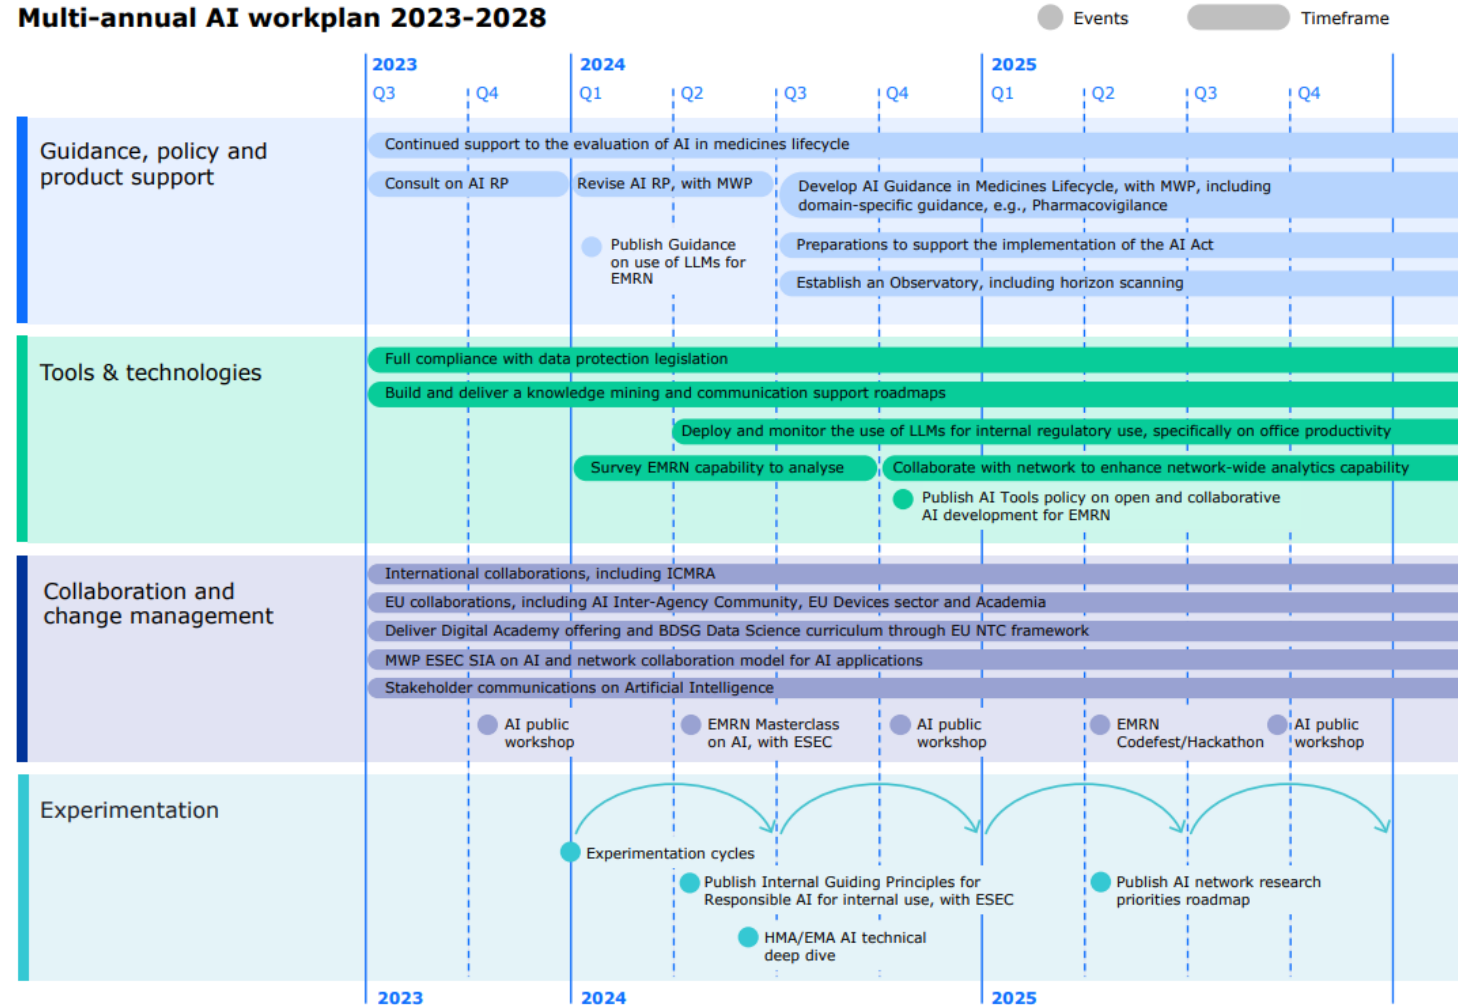 Multi-annual AI workplan 2023-2028
Events
Timeframe
2023
2024
2025
Q3
Q4
Q1
Q2
Q3
Q4
Q1
Q2
Q3
Q4
Guidance, policy and
product support
Continued support to the evaluation of AI in medicines lifecycle
Consult on AI RP
Revise AI RP, with MWP
Develop AI Guidance in Medicines Lifecycle, with MWP, including
domain-specific guidance, e.g., Pharmacovigilance
Publish Guidance
on use of LLMs for
EMRN
Preparations to support the implementation of the AI Act
Establish an Observatory, including horizon scanning
Tools & technologies
Full compliance with data protection legislation
Build and deliver a knowledge mining and communication support roadmaps
Deploy and monitor the use of LLMs for internal regulatory use, specifically on office productivity
Survey EMRN capability to analyse
Collaborate with network to enhance network-wide analytics capability
Publish AI Tools policy on open and collaborative
AI development for EMRN
Collaboration and
change management
International collaborations, including ICMRA
EU collaborations, including AI Inter-Agency Community, EU Devices sector and Academia
Deliver Digital Academy offering and BDSG Data Science curriculum through EU NTC framework
MWP ESEC SIA on AI and network collaboration model for AI applications
Stakeholder communications on Artificial Intelligence
AI public
workshop
EMRN Masterclass
on AI, with ESEC
AI public
workshop
EMRN
Codefest/Hackathon
AI public
workshop
Experimentation
Experimentation cycles
Publish Internal Guiding Principles for
Responsible AI for internal use, with ESEC
Publish AI network research
priorities roadmap
HMA/EMA AI technical
deep dive
2023
2024
2025